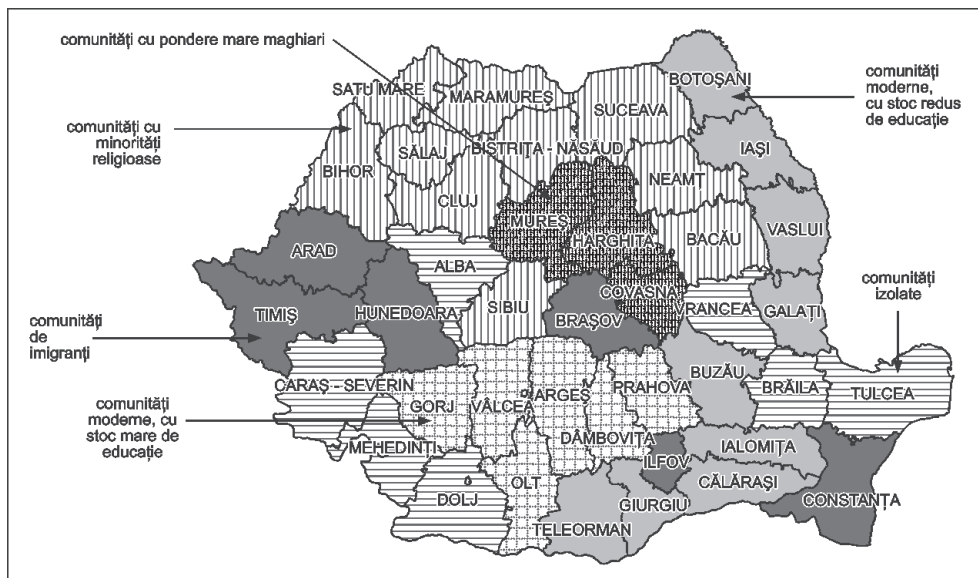 comunități cu pondere mare maghiari
comunități
moderne,
cu stoc redus
de educație
comunități cu
minorități
religioase
comunități
izolate
comunități
de
imigranți
comunități
moderne, cu
stoc mare de
educație
BOTOȘANI
SATU MARE
MARAMUREȘ
SUCEAVA
IAȘI
SĂLAJ
BISTRIȚA - NĂSĂUD
BIHOR
NEAMȚ
CLUJ
MUREȘ
VASLUI
HARGHITA
BACĂU
ARAD
ALBA
COVASNA
TIMIȘ
HUNEDOARA
SIBIU
BRAȘOV
VRANCEA
GALAȚI
CARAȘ - SEVERIN
GORJ
VÂLCEA
ARGEȘ
PRAHOVA
BUZĂU
BRĂILA
TULCEA
MEHEDINTI
DÂMBOVIȚA
ILFOV
IALOMIȚA
OLT
CĂLĂRAȘI
DOLJ
GIURGIU
CONSTANȚA
TELEORMAN